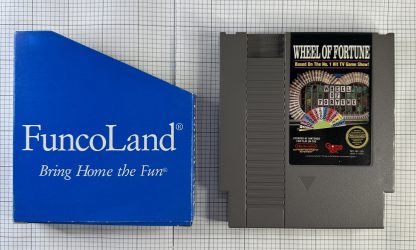 FuncoLand®
Bring Home the Fun®
WHEEL OF FORTUNE
Based On The No. 1 Hit TV Game Show!
WHEEL
OF
FORTUNE